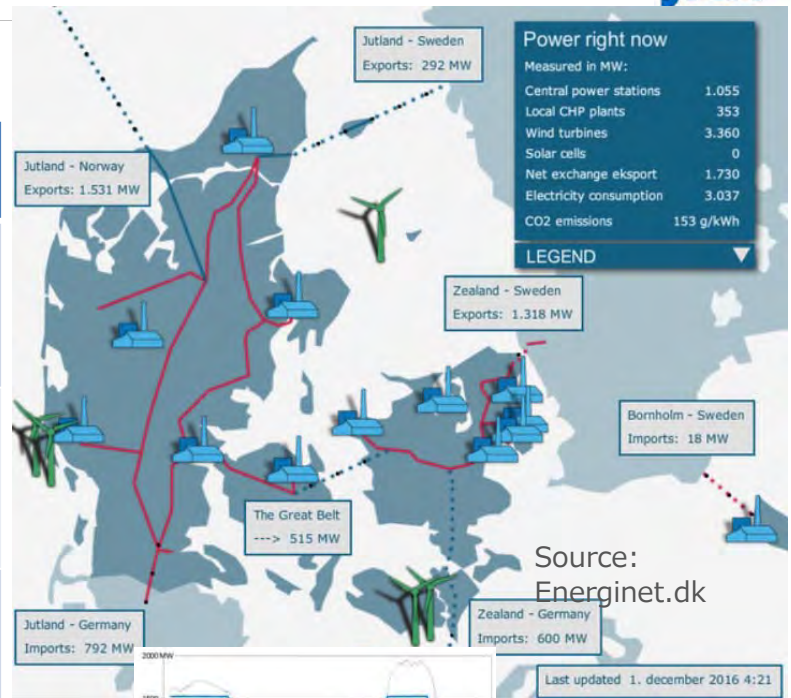 Jutland - Sweden
Exports: 292 MW
Power right now
Measured in MW:
Central power stations 1.055
Local CHP plants 353
Wind turbines 3.360
Solar cells 0
Net exchange eksport 1.730
Electricity consumption 3.037
CO2 emissions 153 g/kWh
LEGEND
Jutland - Norway
Exports: 1.531 MW
Zealand - Sweden
Exports: 1.318 MW
Bornholm - Sweden
Imports: 18 MW
The Great Belt
---> 515 MW
Source:
Energinet.dk
Jutland - Germany
Imports: 792 MW
Zealand - Germany
Imports: 600 MW
2000 MW
Last updated 1. december 2016 4:21